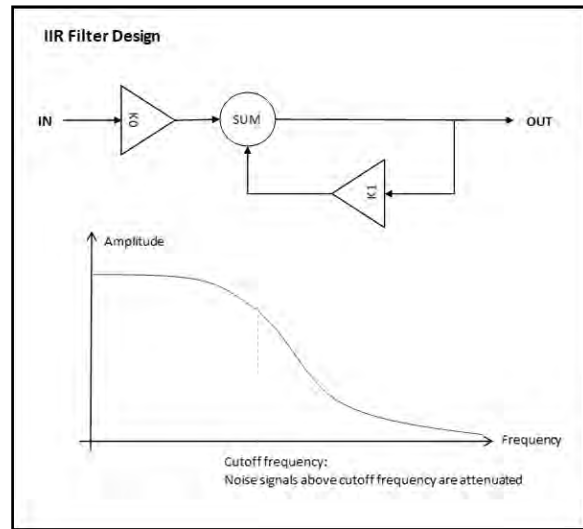 IIR Filter Design
IN
K0
SUM
OUT
K1
Amplitude
Frequency
Cutoff frequency:
Noise signals above cutoff frequency are attenuated